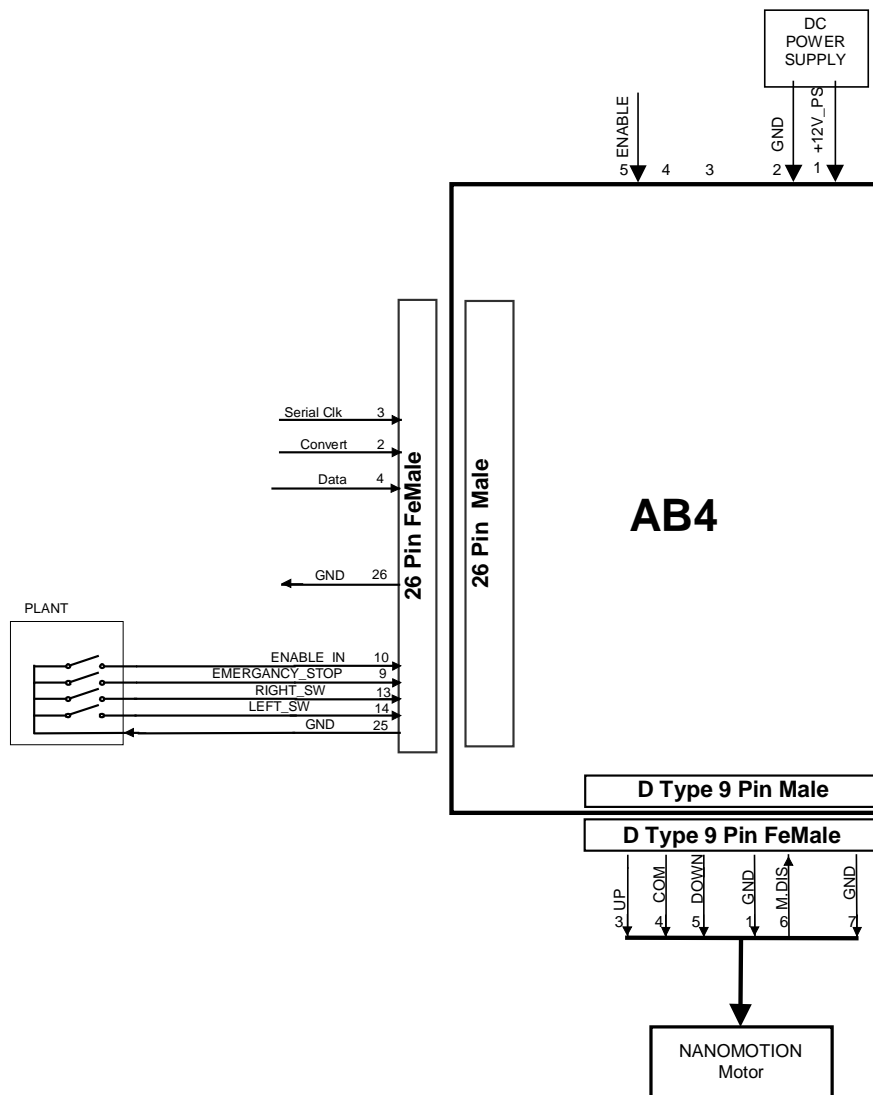 DC
POWER
SUPPLY
ENABLE
GND
+12V_PS
5 4 3 2 1
Serial Clk 3
Convert 2
Data 4
GND 26
26 Pin FeMale
26 Pin Male
AB4
PLANT
ENABLE_IN 10
EMERGANCY_STOP 9
RIGHT_SW 13
LEFT_SW 14
GND 25
D Type 9 Pin Male
D Type 9 Pin FeMale
UP
COM
DOWN
GND
M.DIS
GND
3 4 5 1 6 7
NANOMOTION
Motor